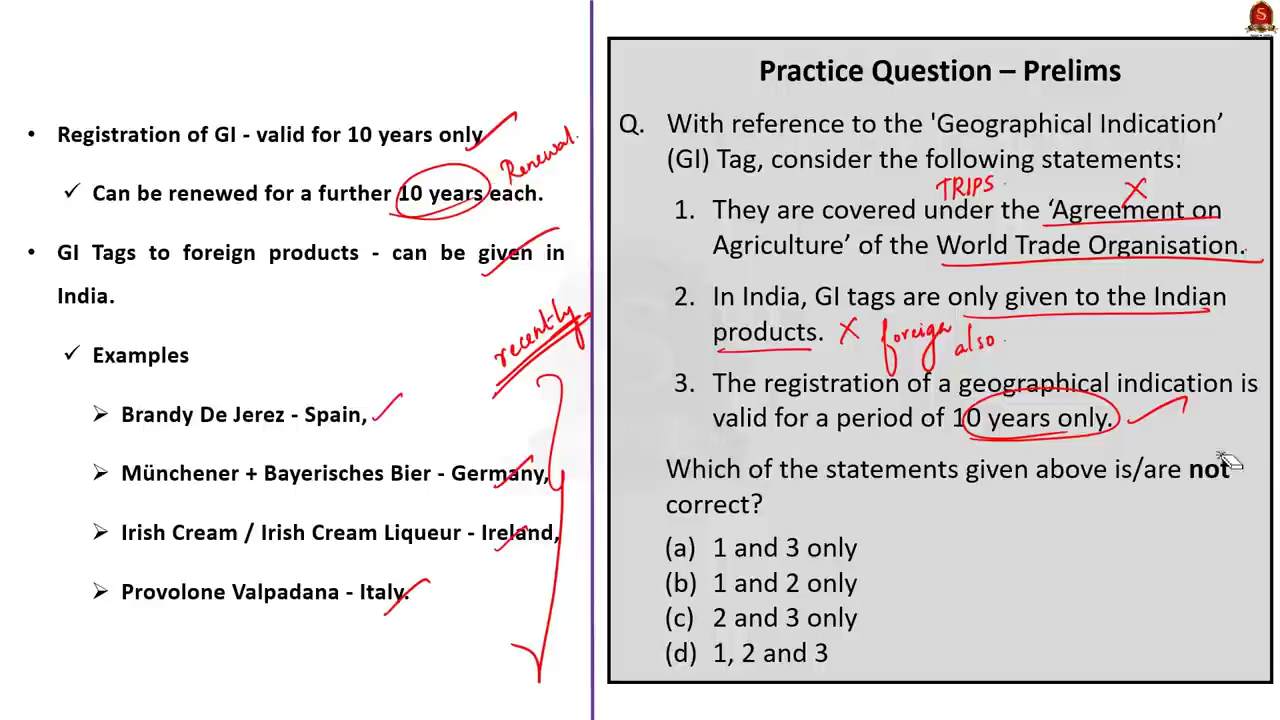 • Registration of GI - valid for 10 years only
Renewal.
✓ Can be renewed for a further 10 years each.
• GI Tags to foreign products - can be given in
India.
recently
✓ Examples
➢ Brandy De Jerez - Spain,
➢ Münchener + Bayerisches Bier - Germany,
➢ Irish Cream / Irish Cream Liqueur - Ireland,
➢ Provolone Valpadana - Italy.
Practice Question – Prelims
Q. With reference to the 'Geographical Indication’
(GI) Tag, consider the following statements:
TRIPS
1. They are covered under the ‘Agreement on
Agriculture’ of the World Trade Organisation.
2. In India, GI tags are only given to the Indian
products. X foreign also.
3. The registration of a geographical indication is
valid for a period of 10 years only.
Which of the statements given above is/are not
correct?
(a) 1 and 3 only
(b) 1 and 2 only
(c) 2 and 3 only
(d) 1, 2 and 3